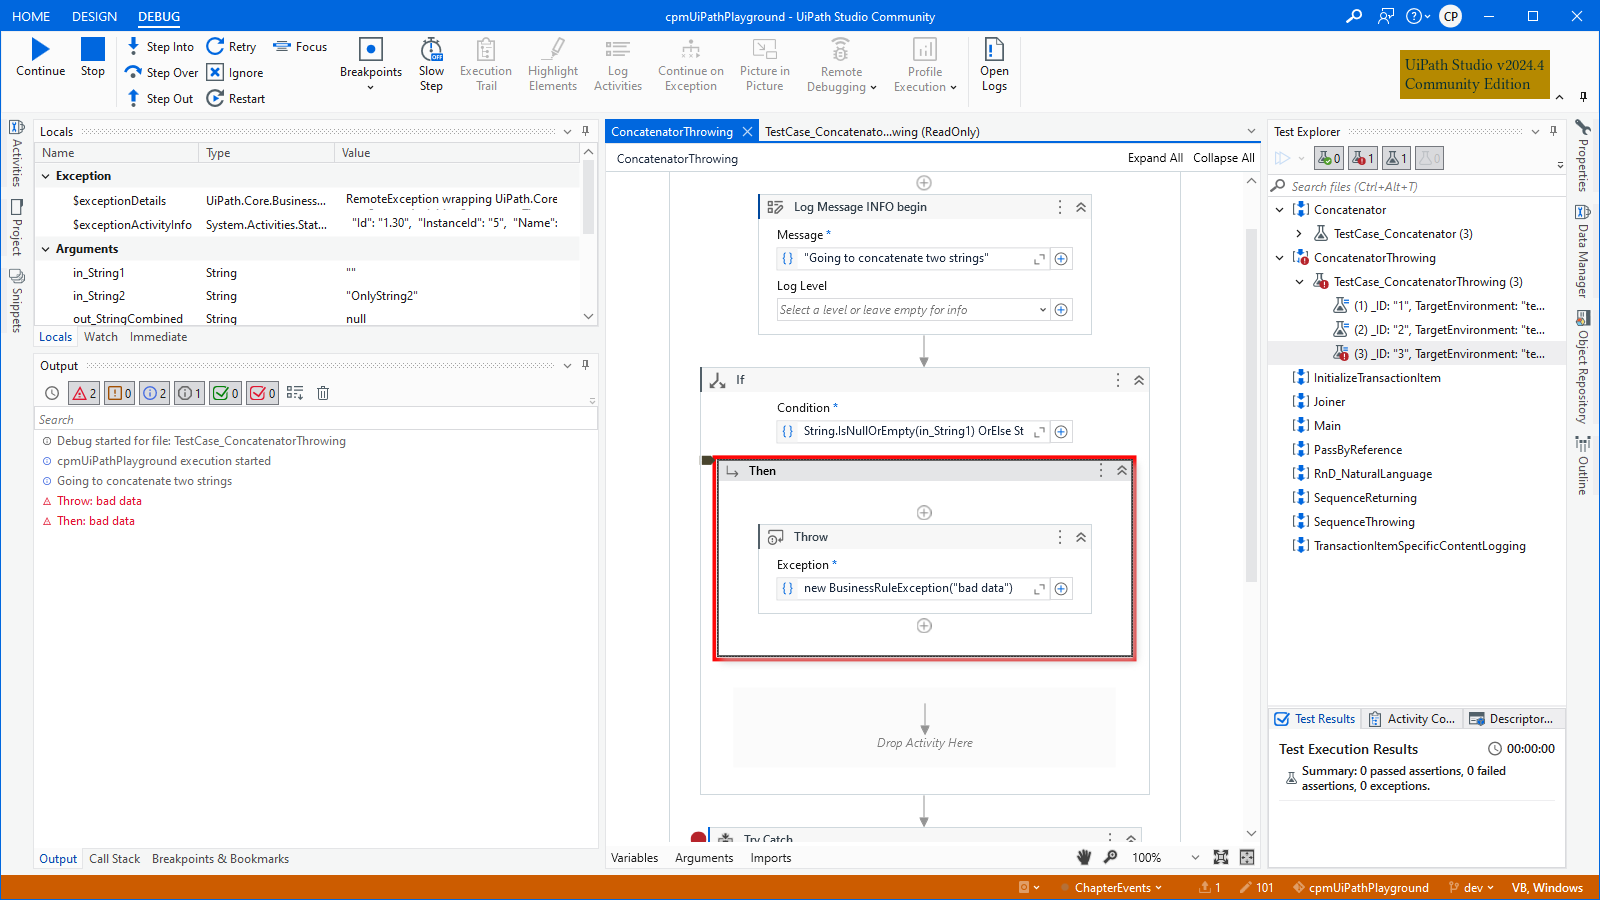 HOME DESIGN DEBUG
cpmUiPathPlayground - UiPath Studio Community
CP
Continue
Stop
Step Into
Step Over
Step Out
Retry
Ignore
Restart
Focus
Breakpoints
Slow
Step
Execution
Trail
Highlight
Elements
Log
Activities
Continue on
Exception
Picture in
Picture
Remote
Debugging
Profile
Execution
Open
Logs
UiPath Studio v2024.4
Community Edition
Activities
Project
Snippets
Locals
Name Type Value
Exception
$exceptionDetails UiPath.Core.Business... RemoteException wrapping UiPath.Core
$exceptionActivityInfo System.Activities.Stat... "Id": "1.30", "InstanceId": "5", "Name":
Arguments
in_String1 String ""
in_String2 String "OnlyString2"
out_StringCombined String null
Locals Watch Immediate
Output
2 0 2 1 0 0
Search
Debug started for file: TestCase_ConcatenatorThrowing
cpmUiPathPlayground execution started
Going to concatenate two strings
Throw: bad data
Then: bad data
Output Call Stack Breakpoints & Bookmarks
ConcatenatorThrowing
TestCase_Concatenato...wing (ReadOnly)
ConcatenatorThrowing
Expand All Collapse All
Log Message INFO begin
Message *
"Going to concatenate two strings"
Log Level
Select a level or leave empty for info
If
Condition *
String.IsNullOrEmpty(in_String1) OrElse St
Then
Throw
Exception *
new BusinessRuleException("bad data")
Drop Activity Here
Try Catch
Variables Arguments Imports
100%
Test Explorer
0 1 1 0
Search files (Ctrl+Alt+T)
Concatenator
TestCase_Concatenator (3)
ConcatenatorThrowing
TestCase_ConcatenatorThrowing (3)
(1) _ID: "1", TargetEnvironment: "te...
(2) _ID: "2", TargetEnvironment: "te...
(3) _ID: "3", TargetEnvironment: "te...
InitializeTransactionItem
Joiner
Main
PassByReference
RnD_NaturalLanguage
SequenceReturning
SequenceThrowing
TransactionItemSpecificContentLogging
Test Results Activity Co... Descriptor...
Test Execution Results 00:00:00
Summary: 0 passed assertions, 0 failed
assertions, 0 exceptions.
Properties
Data Manager
Object Repository
Outline
ChapterEvents 1 101 cpmUiPathPlayground dev VB, Windows